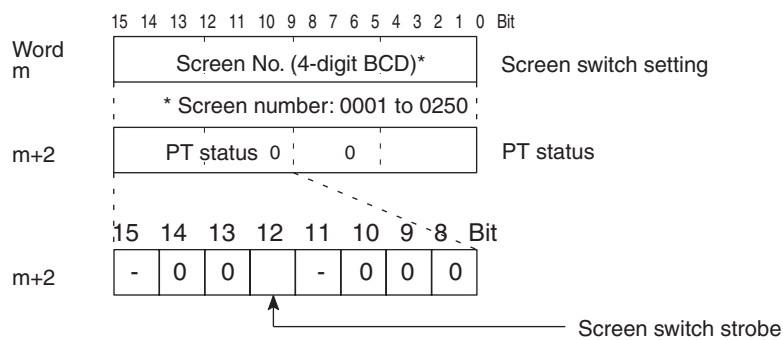 15 14 13 12 11 10 9 8 7 6 5 4 3 2 1 0 Bit
Word
m
Screen No. (4-digit BCD)*
Screen switch setting
* Screen number: 0001 to 0250
m+2
PT status 0 0
PT status
15 14 13 12 11 10 9 8 Bit
m+2
- 0 0 - 0 0 0
Screen switch strobe